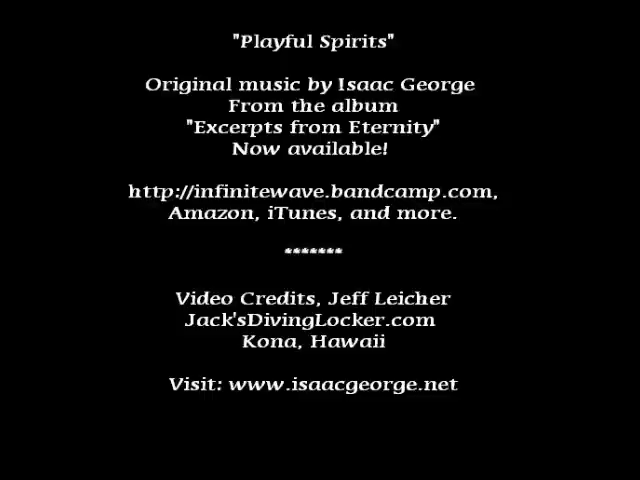 "Playful Spirits"
Original music by Isaac George
From the album
"Excerpts from Eternity"
Now available!
http://infinitewave.bandcamp.com,
Amazon, iTunes, and more.
*******
Video Credits, Jeff Leicher
Jack'sDivingLocker.com
Kona, Hawaii
Visit: www.isaacgeorge.net